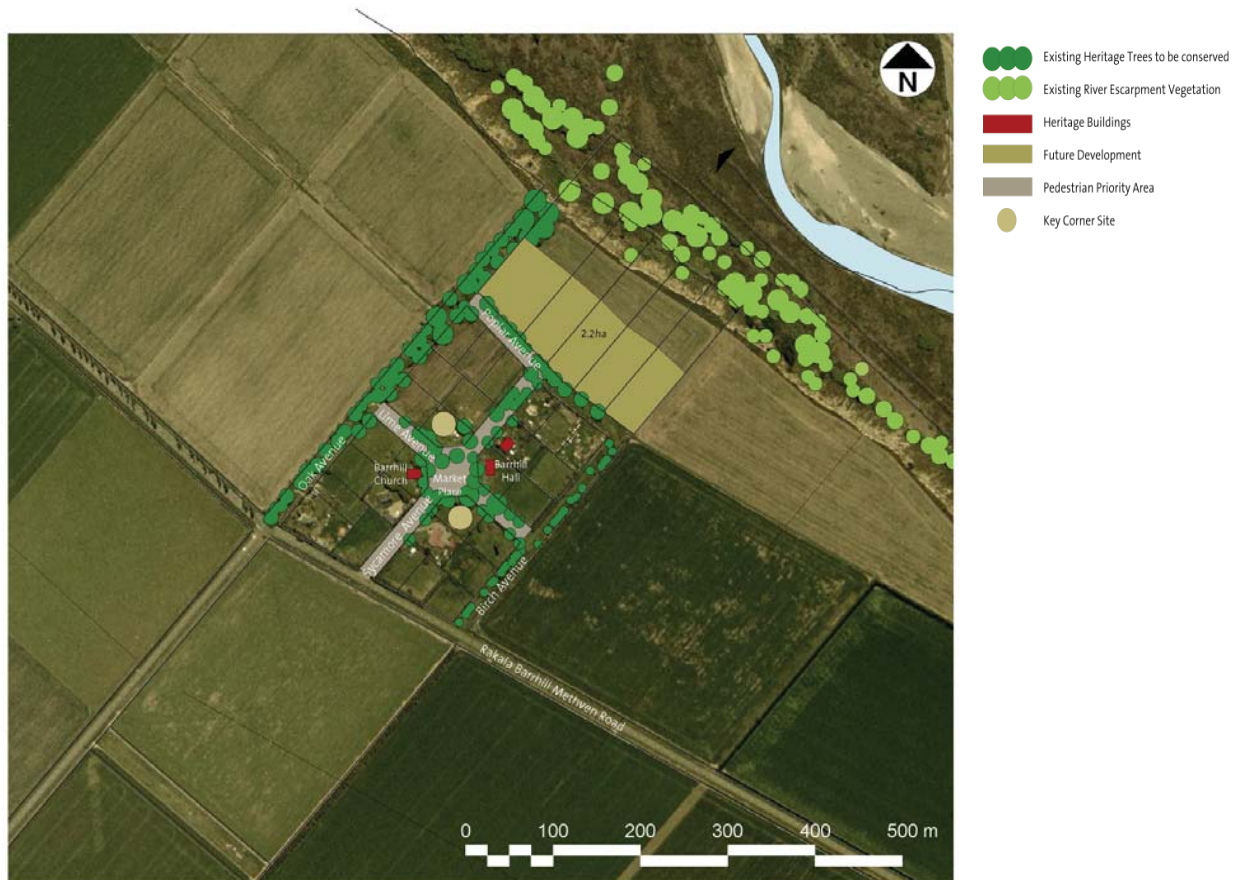 N
Existing Heritage Trees to be conserved
Existing River Escarpment Vegetation
Heritage Buildings
Future Development
Pedestrian Priority Area
Key Corner Site
Poplar Avenue
2.2ha
Lime Avenue
Oak Avenue
Barrhill
Church
Market
Place
Barrhill
Hall
Sycamore Avenue
Birch Avenue
Rakaia Barrhill Methven Road
0 100 200 300 400 500 m